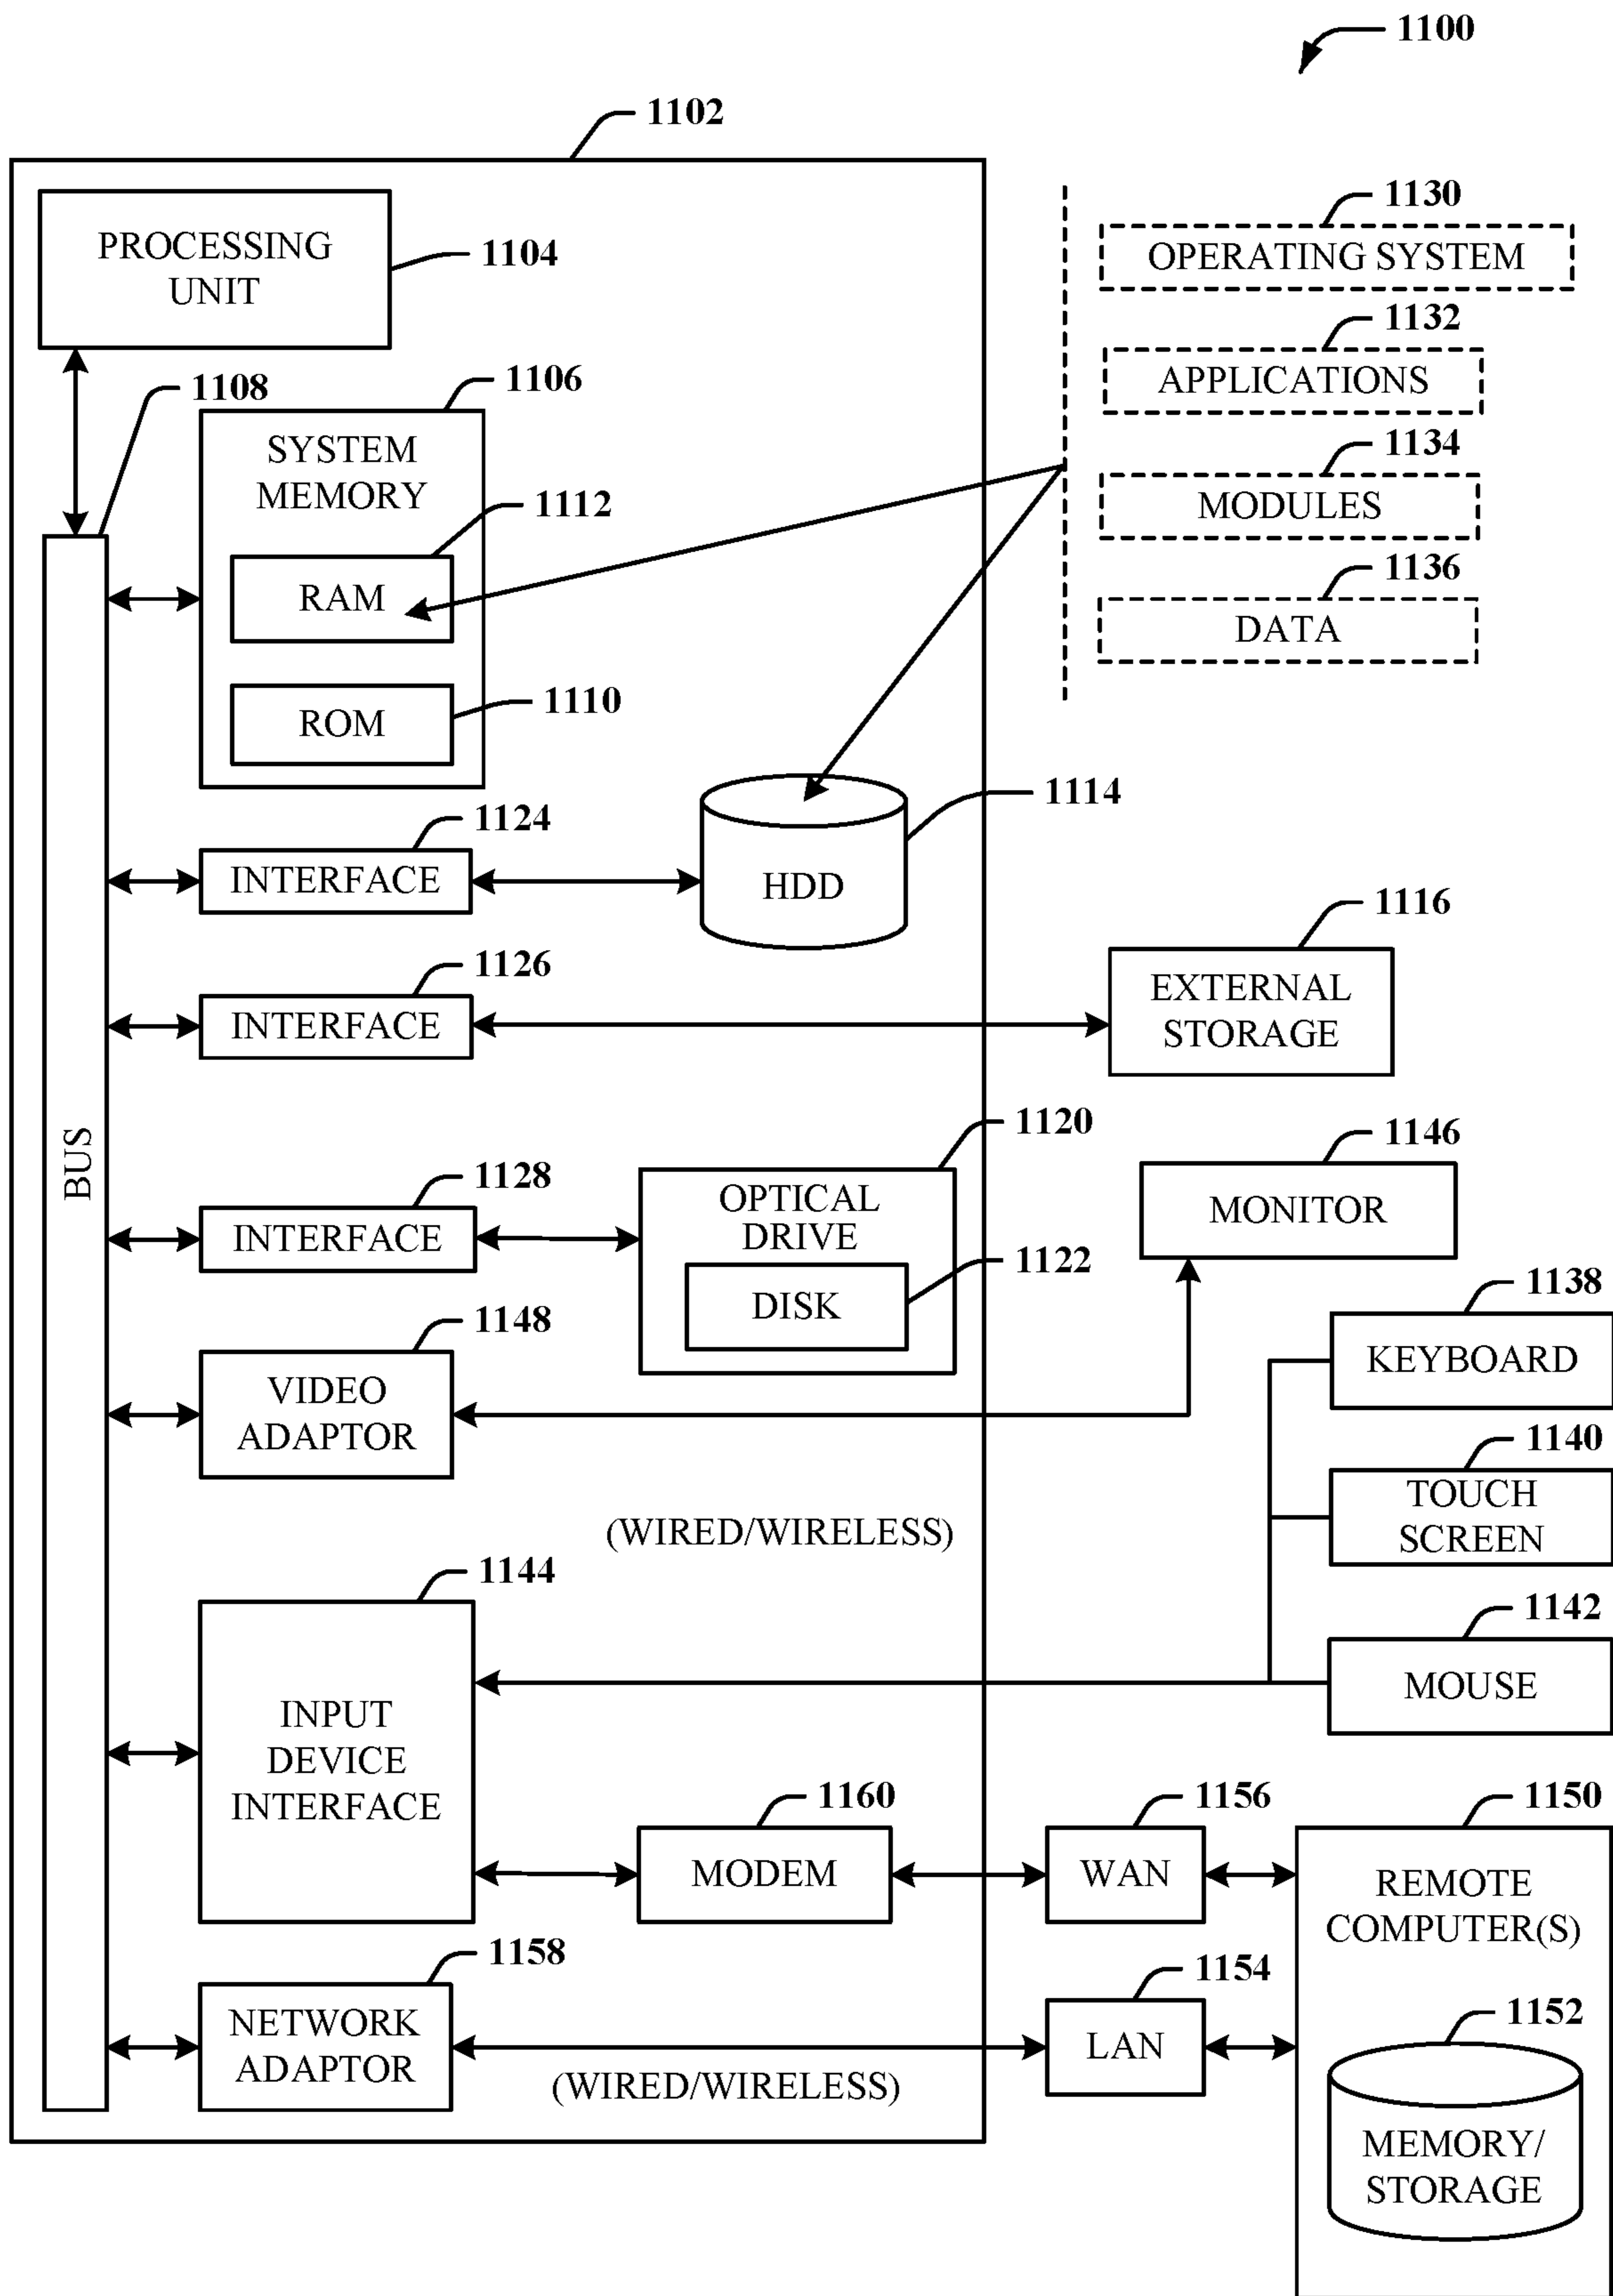 1100
1102
PROCESSING
UNIT
1104
1130
OPERATING SYSTEM
1132
APPLICATIONS
1134
MODULES
1136
DATA
1108
1106
SYSTEM
MEMORY
1112
RAM
1110
ROM
1124
INTERFACE
1114
HDD
1126
INTERFACE
1116
EXTERNAL
STORAGE
BUS
1128
INTERFACE
1120
OPTICAL
DRIVE
1122
DISK
1146
MONITOR
1148
VIDEO
ADAPTOR
1138
KEYBOARD
1140
TOUCH
SCREEN
(WIRED/WIRELESS)
1142
MOUSE
1144
INPUT
DEVICE
INTERFACE
1160
MODEM
1156
WAN
1150
REMOTE
COMPUTER(S)
1158
NETWORK
ADAPTOR
(WIRED/WIRELESS)
1154
LAN
1152
MEMORY/
STORAGE